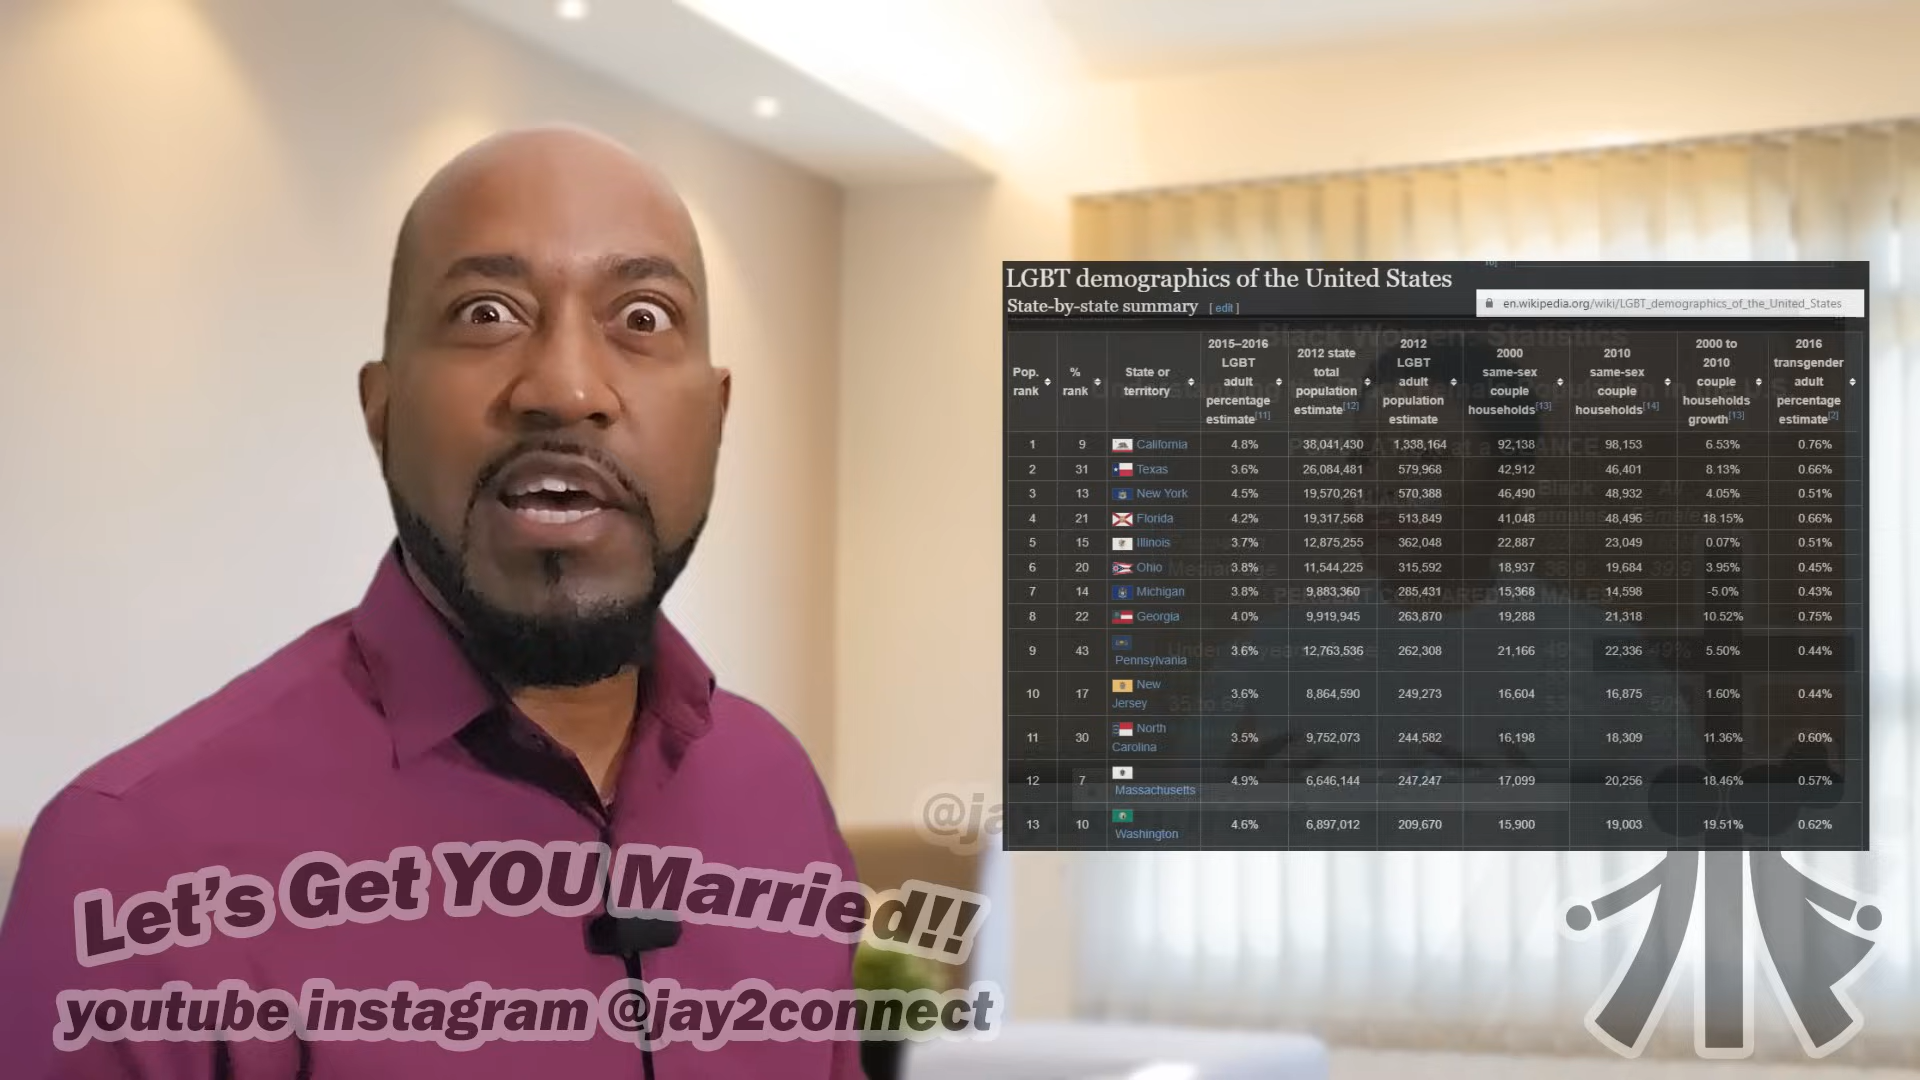 LGBT demographics of the United States
State-by-state summary [ edit ]
en.wikipedia.org/wiki/LGBT_demographics_of_the_United_States
Black Women: Statistics
Pop. rank % rank State or territory 2015–2016 LGBT adult percentage estimate[11] 2012 state total population estimate[12] 2012 LGBT adult population estimate 2000 same-sex couple households[13] 2010 same-sex couple households[14] 2000 to 2010 couple households growth[13] 2016 transgender adult percentage estimate[2]
1 9 California 4.8% 38,041,430 1,338,164 92,138 98,153 6.53% 0.76%
2 31 Texas 3.6% 26,084,481 579,968 42,912 46,401 8.13% 0.66%
3 13 New York 4.5% 19,570,261 570,388 46,490 48,932 4.05% 0.51%
4 21 Florida 4.2% 19,317,568 513,849 41,048 48,496 18.15% 0.66%
5 15 Illinois 3.7% 12,875,255 362,048 22,887 23,049 0.07% 0.51%
6 20 Ohio 3.8% 11,544,225 315,592 18,937 19,684 3.95% 0.45%
7 14 Michigan 3.8% 9,883,360 285,431 15,368 14,598 -5.0% 0.43%
8 22 Georgia 4.0% 9,919,945 263,870 19,288 21,318 10.52% 0.75%
9 43 Pennsylvania 3.6% 12,763,536 262,308 21,166 22,336 5.50% 0.44%
10 17 New Jersey 3.6% 8,864,590 249,273 16,604 16,875 1.60% 0.44%
11 30 North Carolina 3.5% 9,752,073 244,582 16,198 18,309 11.36% 0.60%
12 7 Massachusetts 4.9% 6,646,144 247,247 17,099 20,256 18.46% 0.57%
13 10 Washington 4.6% 6,897,012 209,670 15,900 19,003 19.51% 0.62%
@ja
Let's Get YOU Married!!
youtube instagram @jay2connect